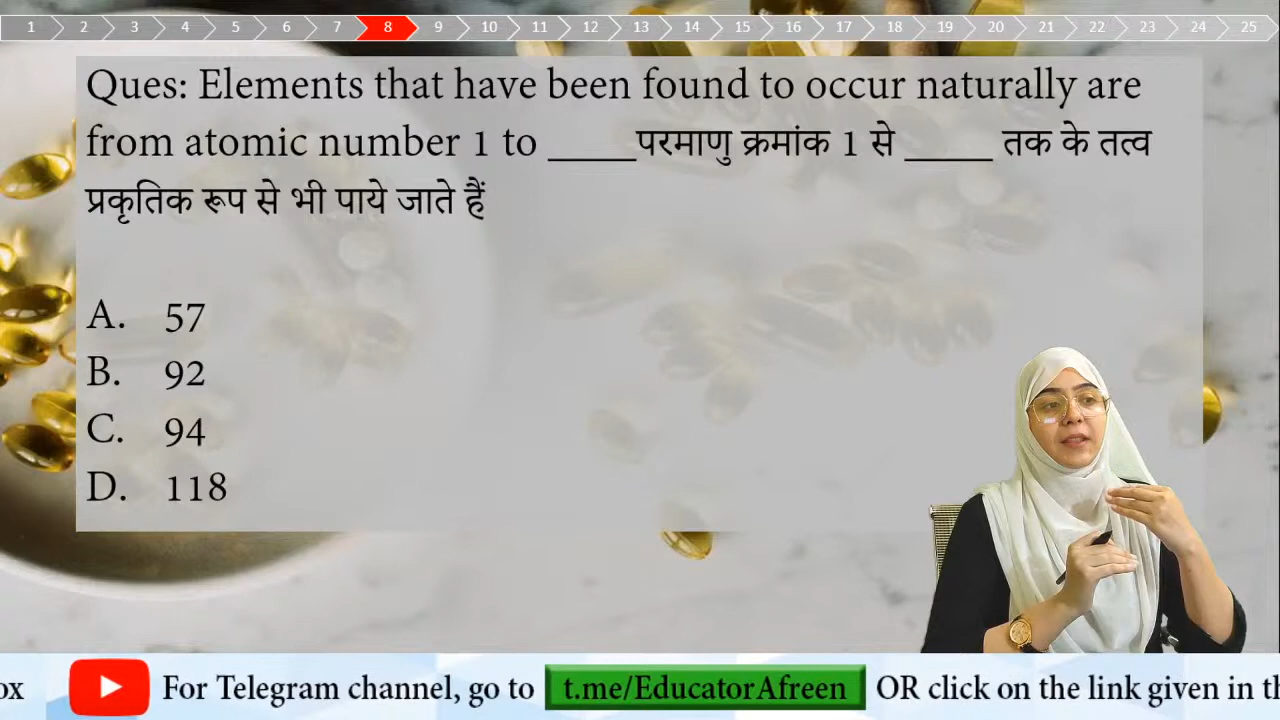 1 2 3 4 5 6 7 8 9 10 11 12 13 14 15 16 17 18 19 20 21 22 23 24 25
Ques: Elements that have been found to occur naturally are
from atomic number 1 to ____परमाणु क्रमांक 1 से ____ तक के तत्व
प्रकृतिक रूप से भी पाये जाते हैं
A. 57
B. 92
C. 94
D. 118
ox For Telegram channel, go to t.me/EducatorAfreen OR click on the link given in th